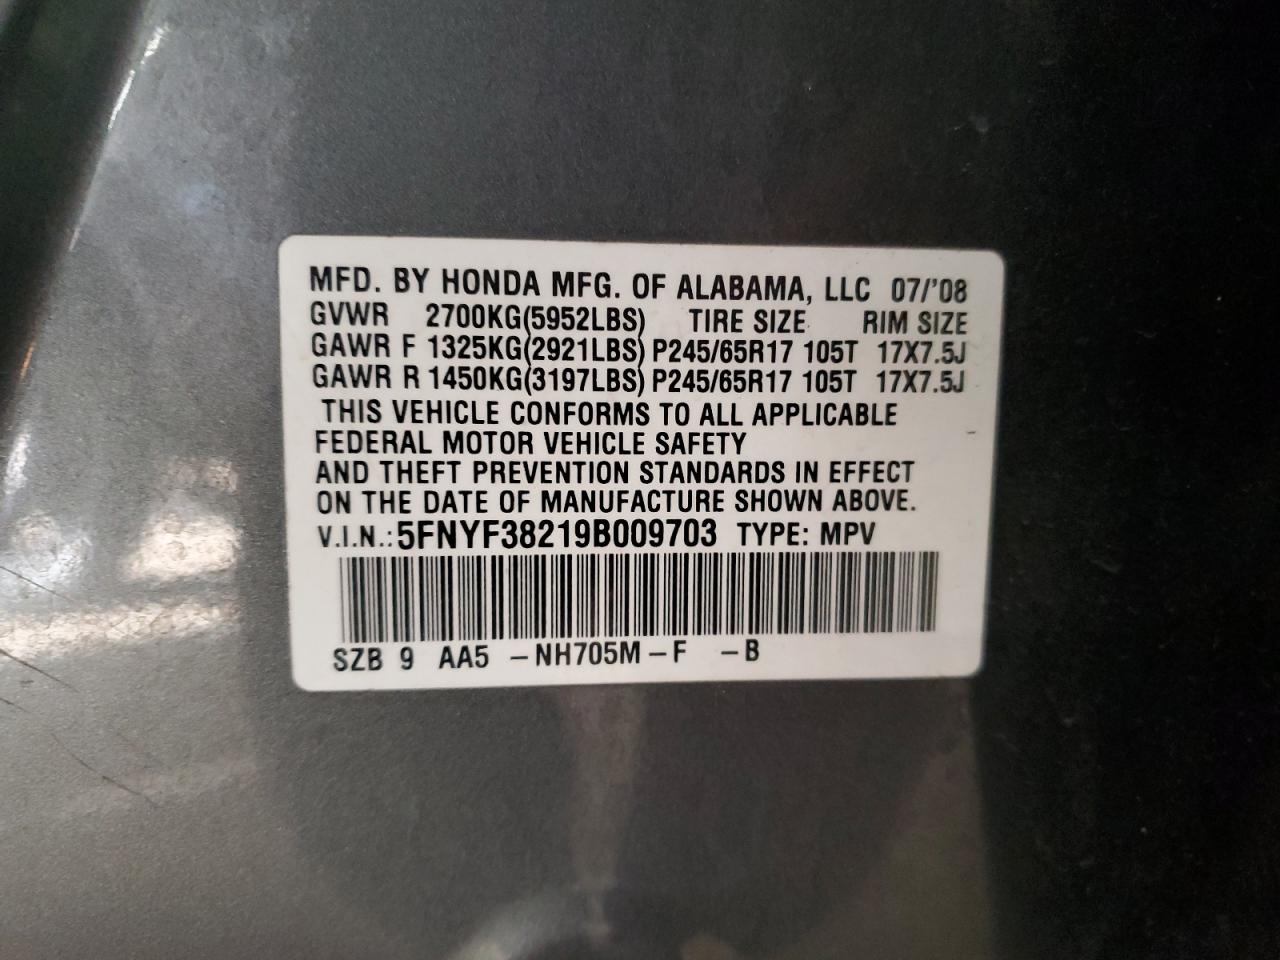 MFD. BY HONDA MFG. OF ALABAMA, LLC 07/'08
GVWR 2700KG(5952LBS) TIRE SIZE RIM SIZE
GAWR F 1325KG(2921LBS) P245/65R17 105T 17X7.5J
GAWR R 1450KG(3197LBS) P245/65R17 105T 17X7.5J
THIS VEHICLE CONFORMS TO ALL APPLICABLE
FEDERAL MOTOR VEHICLE SAFETY
AND THEFT PREVENTION STANDARDS IN EFFECT
ON THE DATE OF MANUFACTURE SHOWN ABOVE.
V.I.N.: 5FNYF38219B009703 TYPE: MPV
SZB 9 AA5 -NH705M-F -B